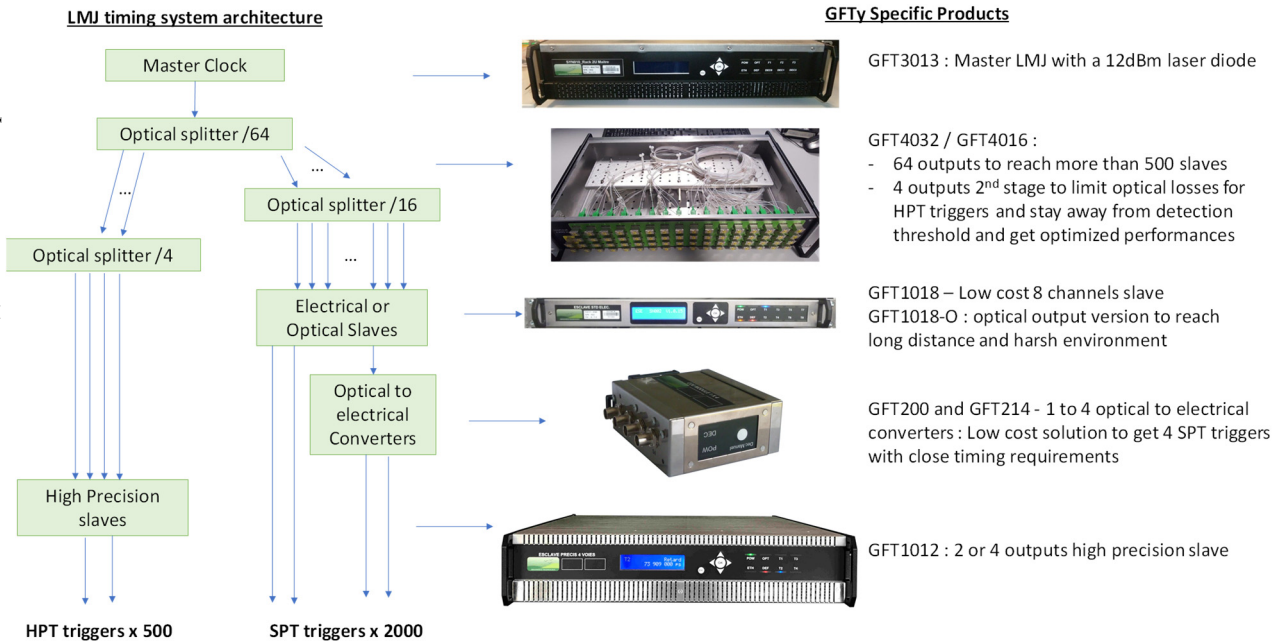 LMJ timing system architecture
GFTy Specific Products
Master Clock
Optical splitter /64
...
...
Optical splitter /16
Optical splitter /4
...
Electrical or
Optical Slaves
Optical to
electrical
Converters
High Precision
slaves
HPT triggers x 500
SPT triggers x 2000
GFT3013 : Master LMJ with a 12dBm laser diode
GFT4032 / GFT4016 :
- 64 outputs to reach more than 500 slaves
- 4 outputs 2nd stage to limit optical losses for
HPT triggers and stay away from detection
threshold and get optimized performances
GFT1018 – Low cost 8 channels slave
GFT1018-O : optical output version to reach
long distance and harsh environment
POW
DEC
GFT200 and GFT214 - 1 to 4 optical to electrical
converters : Low cost solution to get 4 SPT triggers
with close timing requirements
ESCLAVE PRECIS 4 VOIES
GFT1012 : 2 or 4 outputs high precision slave